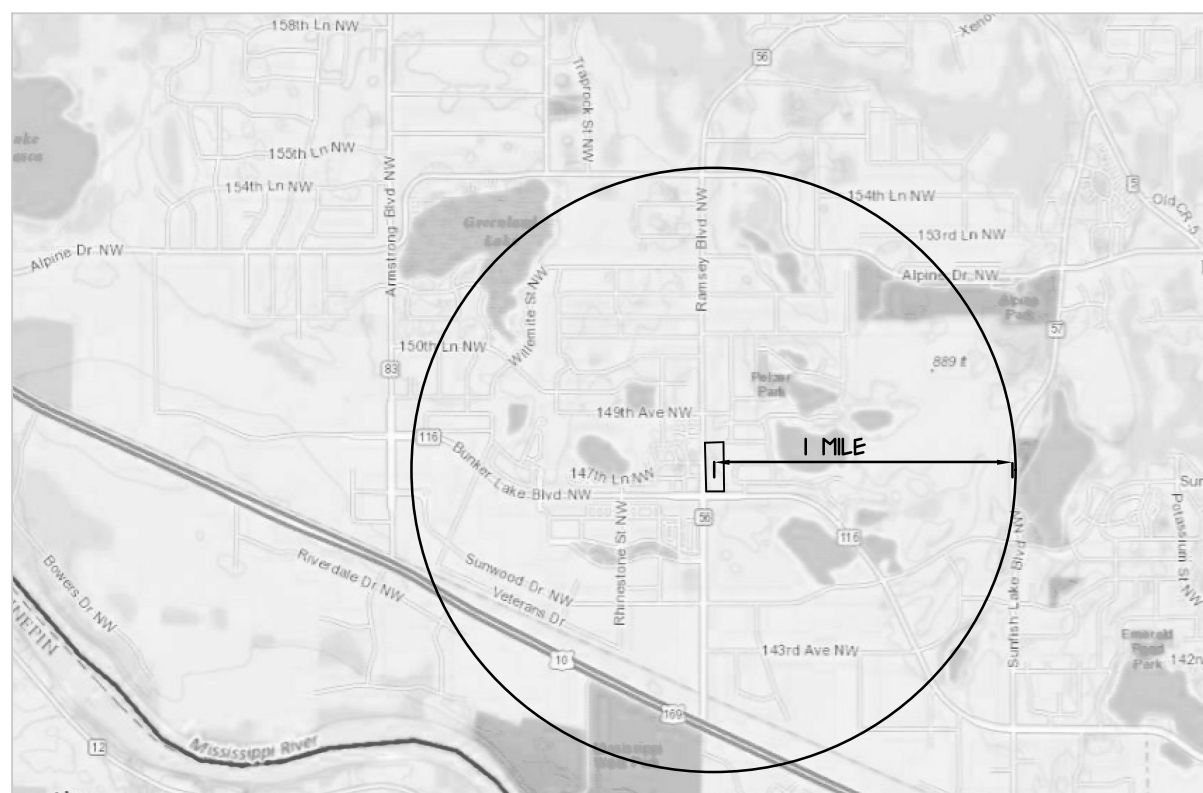 158th Ln NW
Xeno
56
Traprock St NW
155th Ln NW
154th Ln NW
Armstrong Blvd NW
Ramsey Blvd NW
154th Ln NW
5
Old CR-5
153rd Ln NW
Alpine Dr NW
Alpine Dr NW
Alpine
Park
Willemite St NW
57
150th Ln NW
83
889 ft
Pelzer
Park
149th Ave NW
116
1 MILE
Bunker Lake Blvd NW
147th Ln NW
56
116
Sur
Potassium St NW
Rhinestone St NW
Sunfish Lake Blvd NW
Riverdale Dr NW
Sunwood Dr NW
Veterans Dr
Bowers Dr NW
NEPIN
143rd Ave NW
Emerald
Pond
Park
142n
10
169
12
Mississippi River